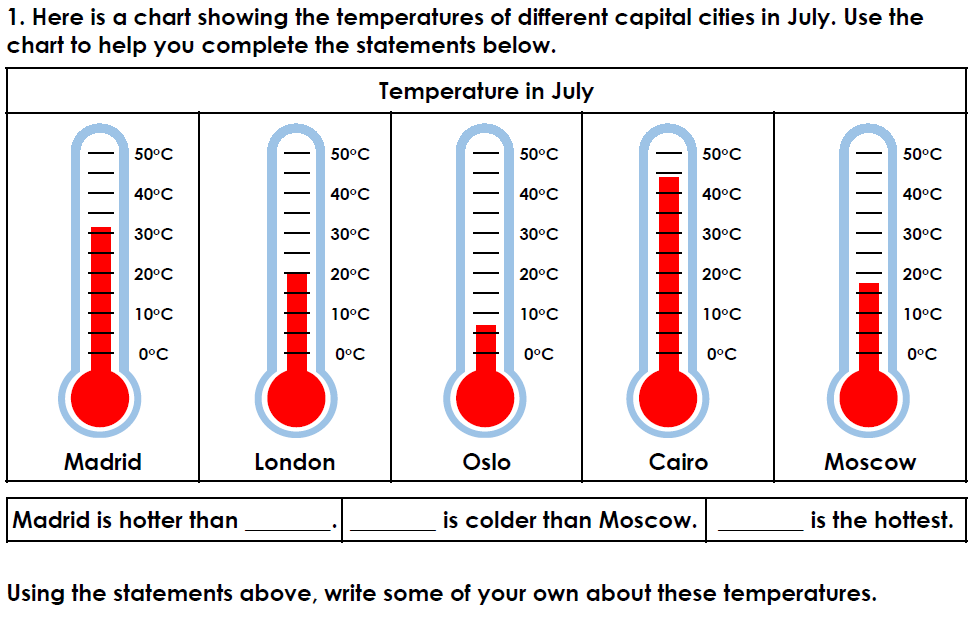 1. Here is a chart showing the temperatures of different capital cities in July. Use the
chart to help you complete the statements below.
Temperature in July
50°C 50°C 50°C 50°C 50°C
40°C 40°C 40°C 40°C 40°C
30°C 30°C 30°C 30°C 30°C
20°C 20°C 20°C 20°C 20°C
10°C 10°C 10°C 10°C 10°C
0°C 0°C 0°C 0°C 0°C
Madrid London Oslo Cairo Moscow
Madrid is hotter than _______. _______ is colder than Moscow. _______ is the hottest.
Using the statements above, write some of your own about these temperatures.